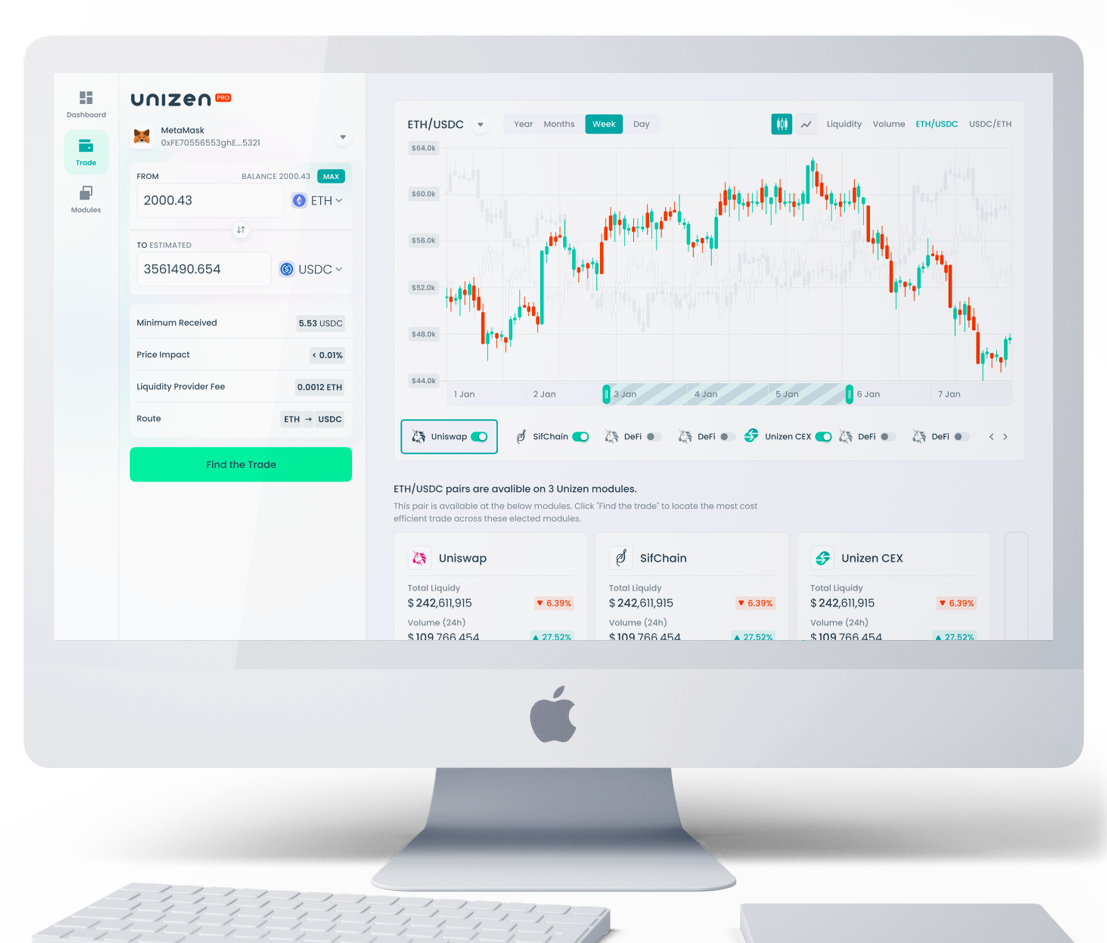 Dashboard
Trade
Modules
UNIZEN PRO
MetaMask
0xFE70556553ghE...5321
FROM
BALANCE 2000.43
MAX
2000.43
ETH
TO ESTIMATED
3561490.654
USDC
Minimum Received
5.53 USDC
Price Impact
< 0.01%
Liquidity Provider Fee
0.0012 ETH
Route
ETH → USDC
Find the Trade
ETH/USDC
Year
Months
Week
Day
Liquidity
Volume
ETH/USDC
USDC/ETH
$64.0k
$60.0k
$56.0k
$52.0k
$48.0k
$44.0k
1 Jan
2 Jan
3 Jan
4 Jan
5 Jan
6 Jan
7 Jan
Uniswap
SifChain
DeFi
DeFi
Unizen CEX
DeFi
DeFi
ETH/USDC pairs are avalible on 3 Unizen modules.
This pair is available at the below modules. Click "Find the trade" to locate the most cost
efficient trade across these elected modules.
Uniswap
Total Liquidy
$ 242,611,915
▼ 6.39%
Volume (24h)
$ 109,766,454
▲ 27.52%
SifChain
Total Liquidy
$ 242,611,915
▼ 6.39%
Volume (24h)
$ 109,766,454
▲ 27.52%
Unizen CEX
Total Liquidy
$ 242,611,915
▼ 6.39%
Volume (24h)
$ 109,766,454
▲ 27.52%